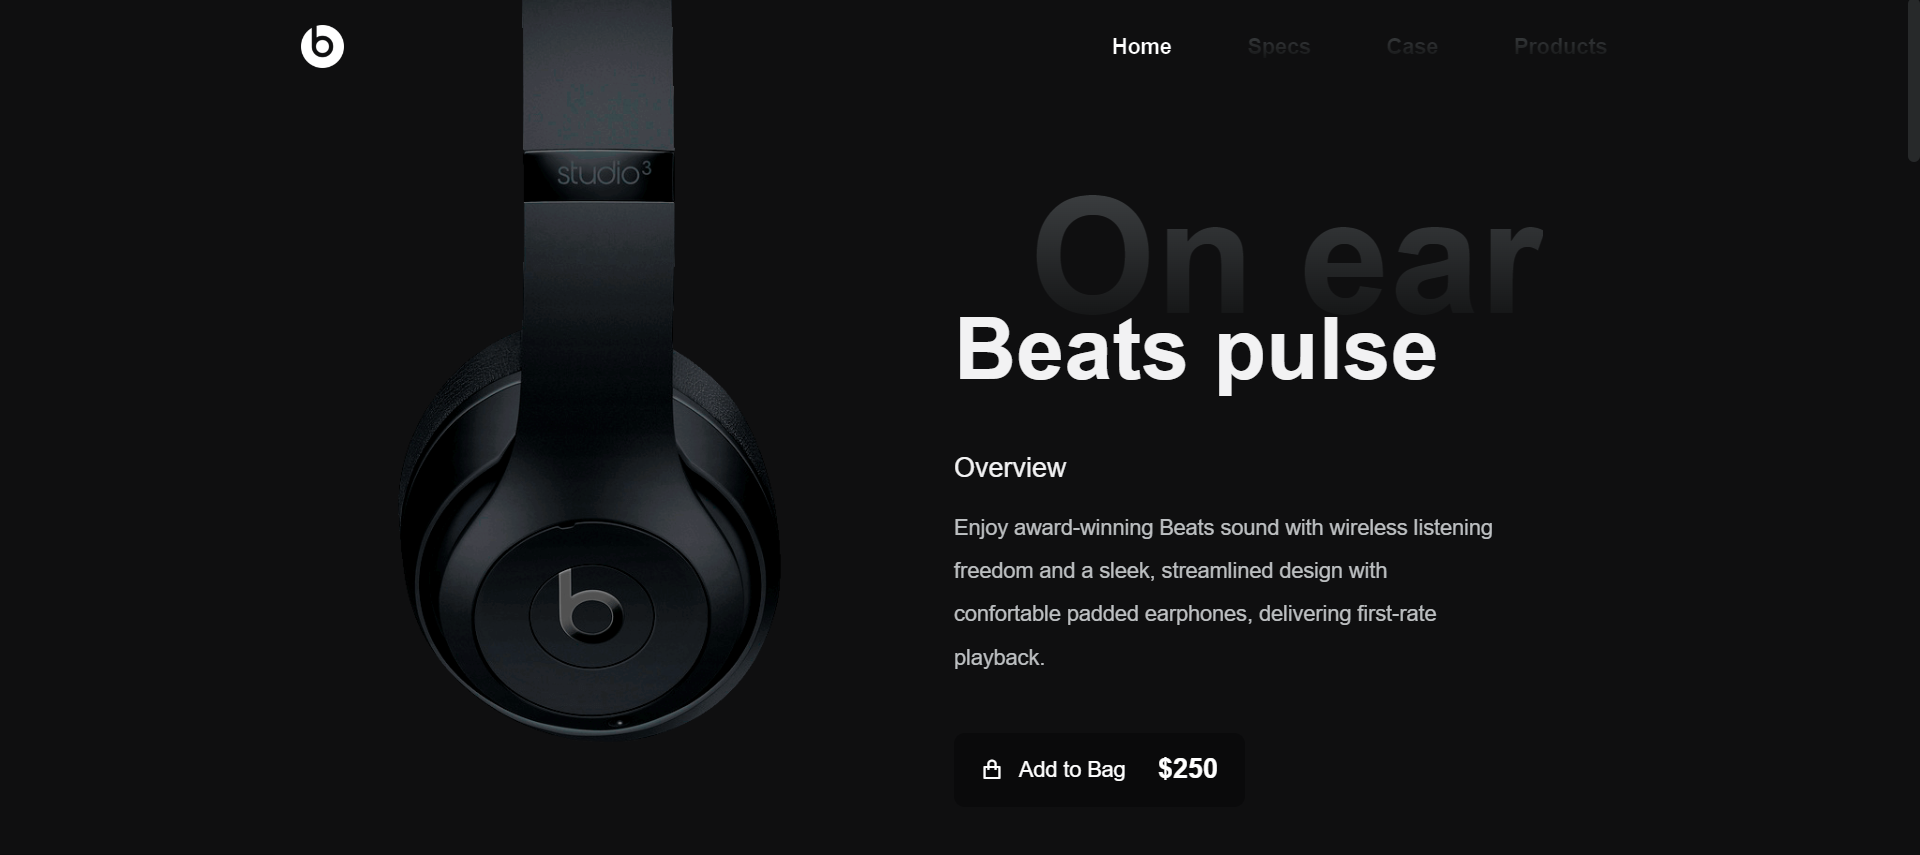 Home Specs Case Products
studio3
On ear
Beats pulse
Overview
Enjoy award-winning Beats sound with wireless listening
freedom and a sleek, streamlined design with
confortable padded earphones, delivering first-rate
playback.
Add to Bag $250